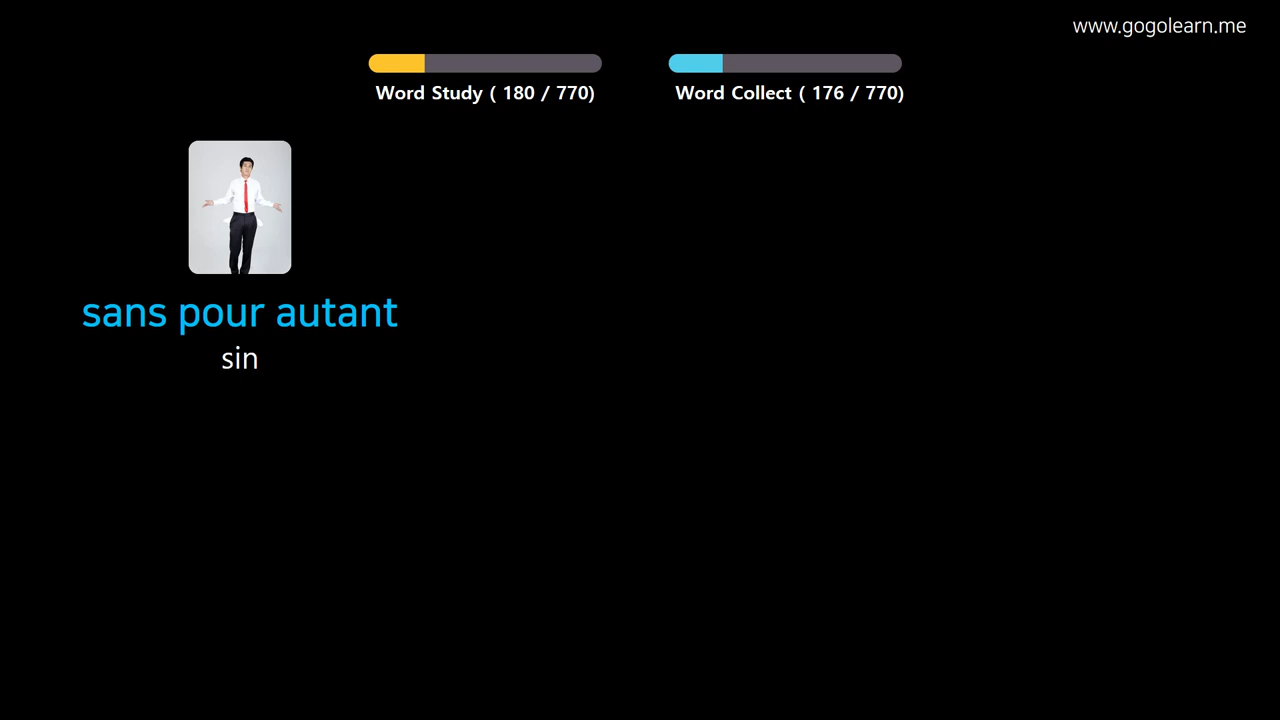 www.gogolearn.me
Word Study ( 180 / 770)
Word Collect ( 176 / 770)
sans pour autant
sin